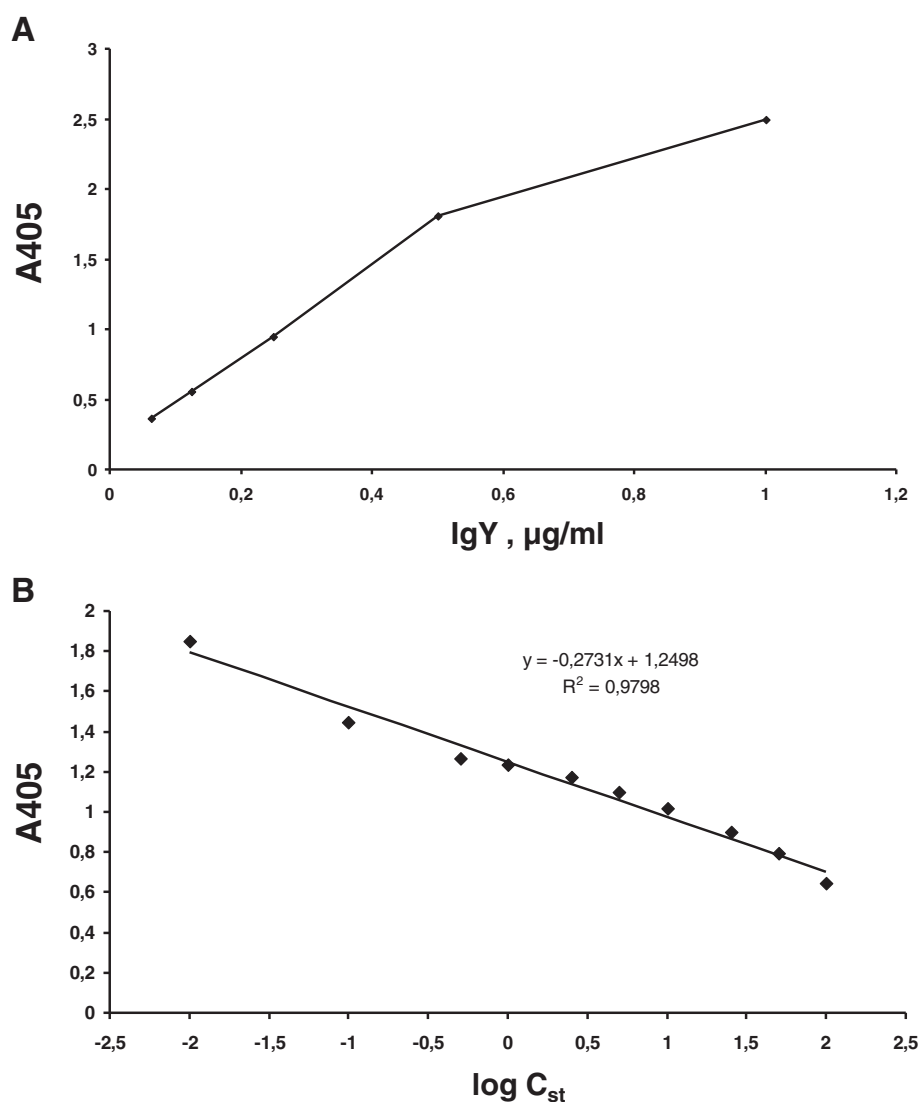 A
3
2,5
2
1,5
1
0,5
0
A405
0 0,2 0,4 0,6 0,8 1 1,2
IgY , µg/ml
B
2
1,8
1,6
1,4
1,2
1
0,8
0,6
0,4
0,2
0
A405
y = -0,2731x + 1,2498
R² = 0,9798
-2,5 -2 -1,5 -1 -0,5 0 0,5 1 1,5 2 2,5
log Cst